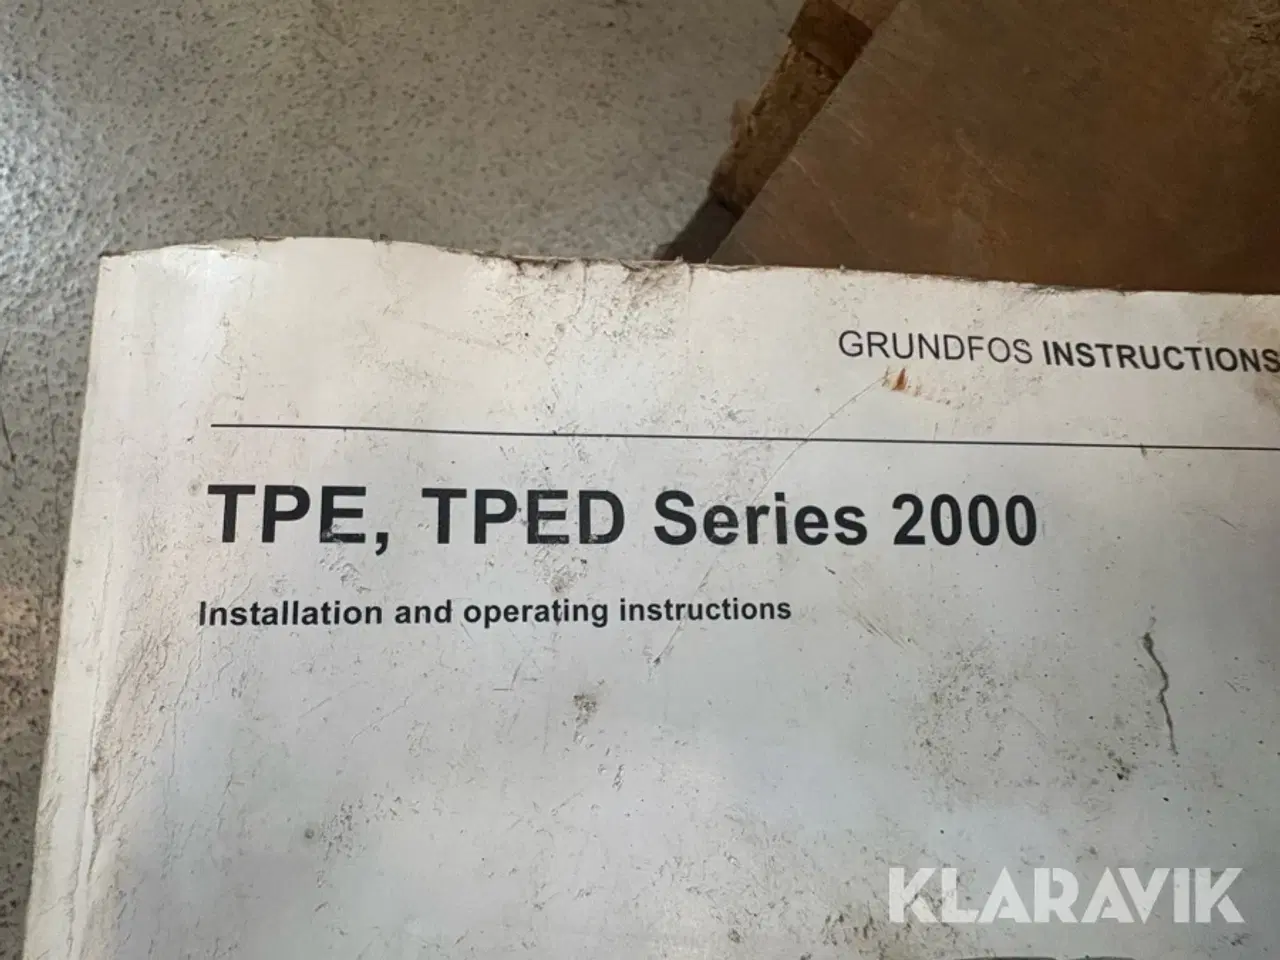 GRUNDFOS INSTRUCTIONS
TPE, TPED Series 2000
Installation and operating instructions
KLARAVIK